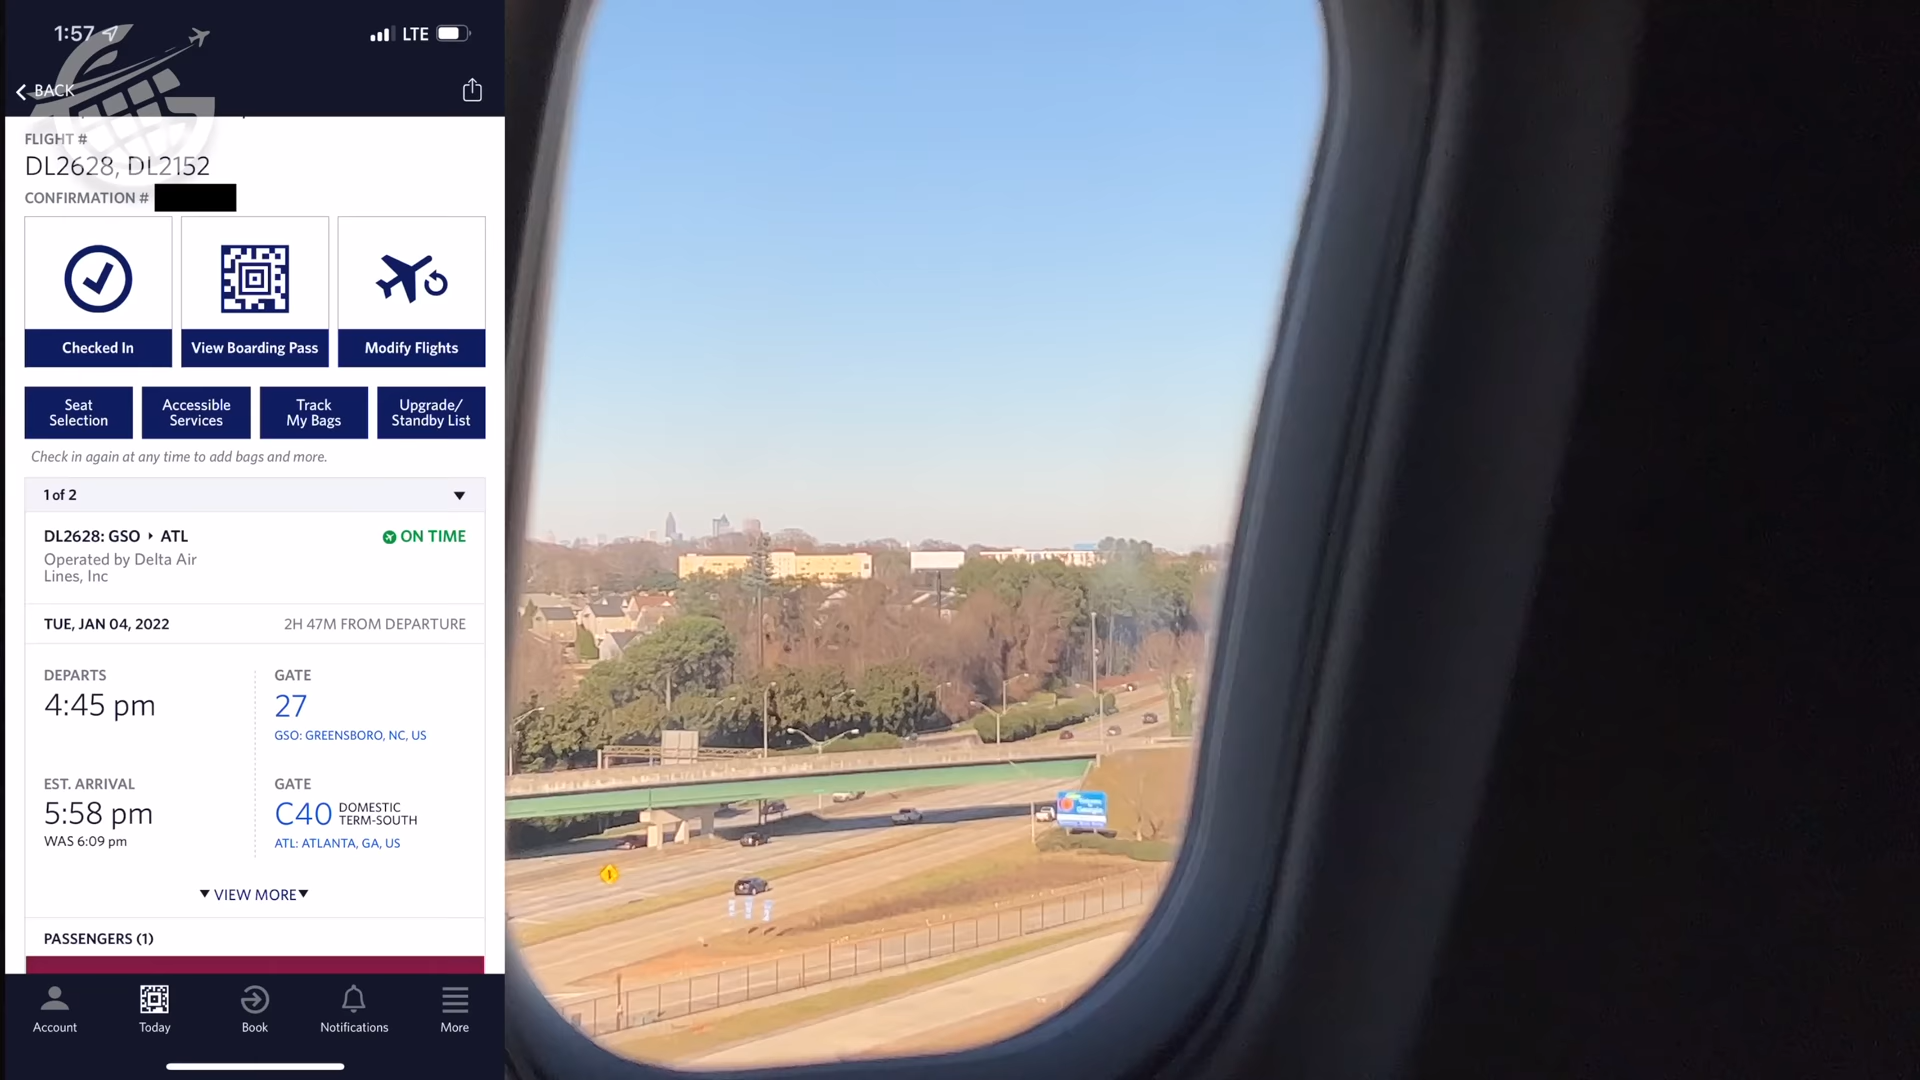 1:57
LTE
BACK
FLIGHT #
DL2628, DL2152
CONFIRMATION #
Checked In
View Boarding Pass
Modify Flights
Seat Selection
Accessible Services
Track My Bags
Upgrade/ Standby List
Check in again at any time to add bags and more.
1 of 2
DL2628: GSO ‣ ATL
ON TIME
Operated by Delta Air
Lines, Inc
TUE, JAN 04, 2022
2H 47M FROM DEPARTURE
DEPARTS
GATE
4:45 pm
27
GSO: GREENSBORO, NC, US
EST. ARRIVAL
GATE
5:58 pm
C40 DOMESTIC TERM-SOUTH
WAS 6:09 pm
ATL: ATLANTA, GA, US
VIEW MORE
PASSENGERS (1)
Account
Today
Book
Notifications
More
Georgia